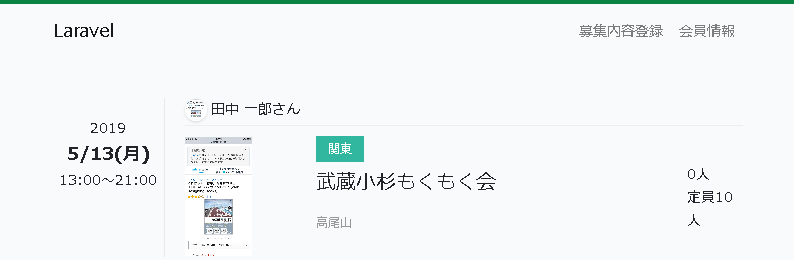 Laravel
募集内容登録 会員情報
田中 一郎さん
2019
5/13(月)
13:00～21:00
関東
武蔵小杉もくもく会
高尾山
0人
定員10
人